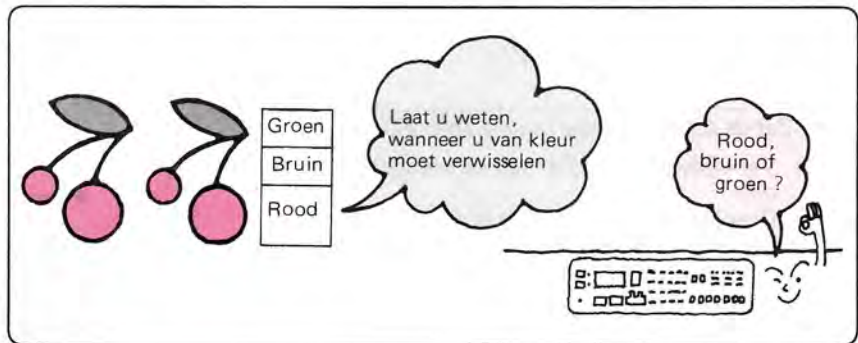 Groen
Bruin
Rood
Laat u weten,
wanneer u van kleur
moet verwisselen
Rood,
bruin of
groen ?